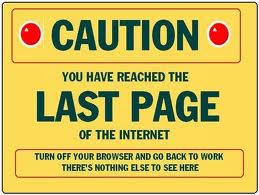 CAUTION
YOU HAVE REACHED THE
LAST PAGE
OF THE INTERNET
TURN OFF YOUR BROWSER AND GO BACK TO WORK
THERE'S NOTHING ELSE TO SEE HERE